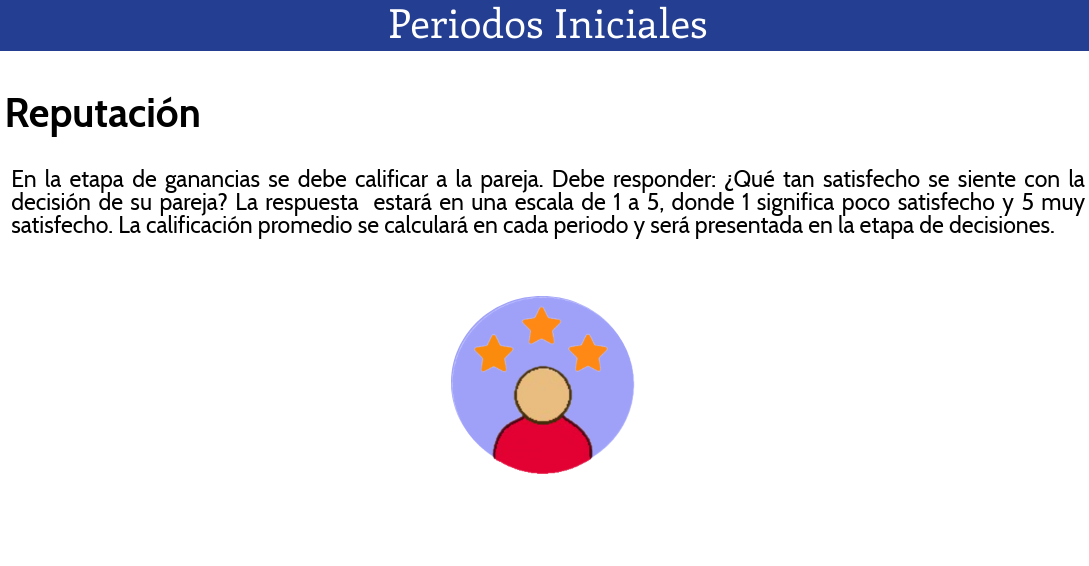 Periodos Iniciales
Reputación
En la etapa de ganancias se debe calificar a la pareja. Debe responder: ¿Qué tan satisfecho se siente con la
decisión de su pareja? La respuesta  estará en una escala de 1 a 5, donde 1 significa poco satisfecho y 5 muy
satisfecho. La calificación promedio se calculará en cada periodo y será presentada en la etapa de decisiones.